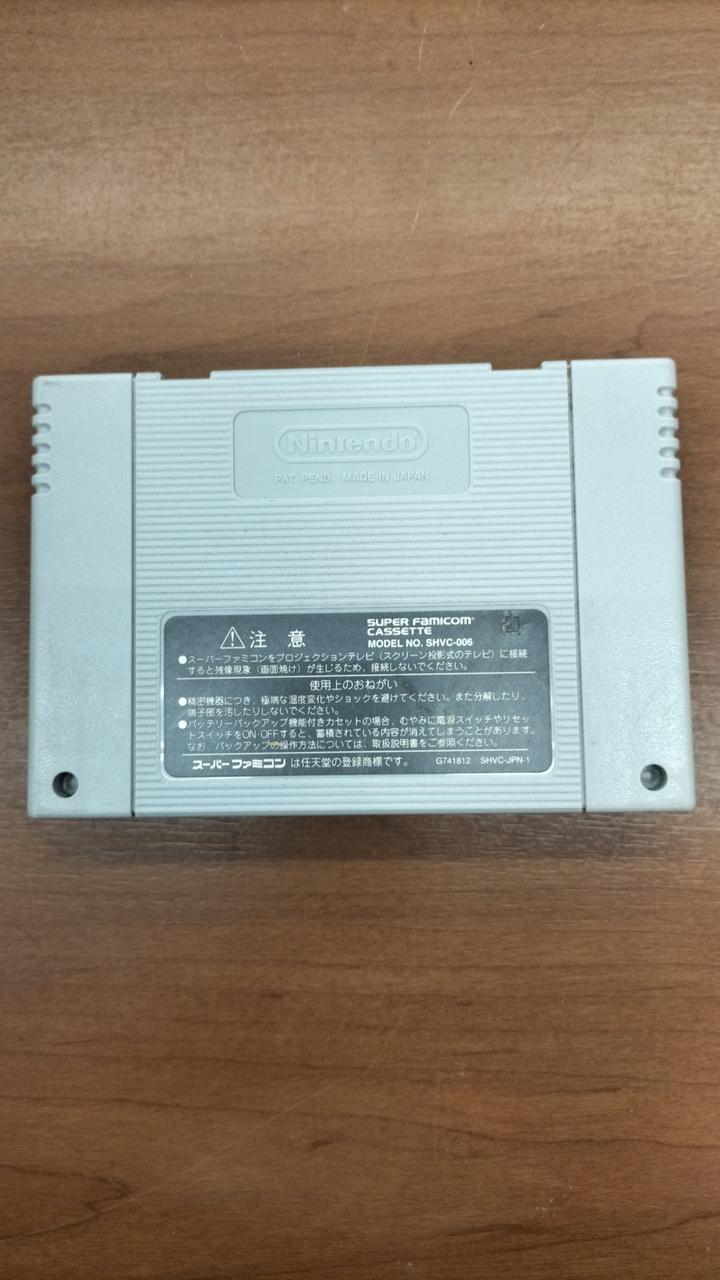 Nintendo
PAT. PEND. MADE IN JAPAN
注 意
SUPER FAMICOM
CASSETTE
MODEL NO. SHVC-006
●スーパーファミコンをプロジェクションテレビ(スクリーン投影式のテレビ)に接続
すると残像現象(画面焼け)が生じるため、接続しないでください。
使用上のおねがい
●精密機器につき、極端な温度変化やショックを避けてください。また分解したり、
端子部を汚したりしないでください。
●バッテリーバックアップ機能付きカセットの場合、むやみに電源スイッチやリセッ
トスイッチをON・OFFすると、蓄積されている内容が消えてしまうことがあります。
なお、バックアップの操作方法については、取扱説明書をご参照ください。
スーパーファミコン は任天堂の登録商標です。
G741812 SHVC-JPN-1